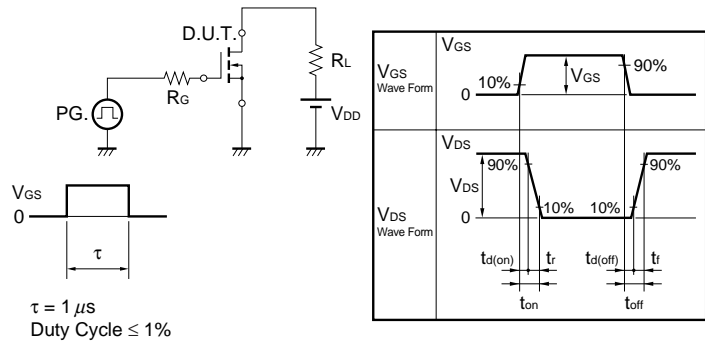 D.U.T.
RL
RG
PG.
VDD
VGS
0
τ
τ = 1 μs
Duty Cycle ≤ 1%
VGS
Wave Form
VGS
10%
VGS
90%
0
VDS
Wave Form
VDS
90%
90%
VDS
10%
10%
0
td(on)
tr
td(off)
tf
ton
toff